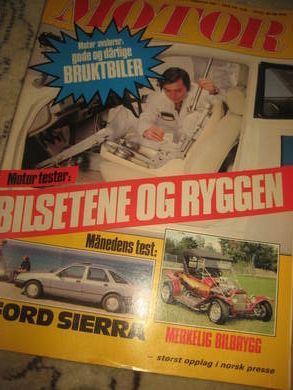 MOTOR
Motor avslører:
gode og dårlige
BRUKTBILER
Motor tester:
BILSETENE OG RYGGEN
Månedens test:
FORD SIERRA
MERKELIG BILBRYGG
– størst opplag i norsk presse